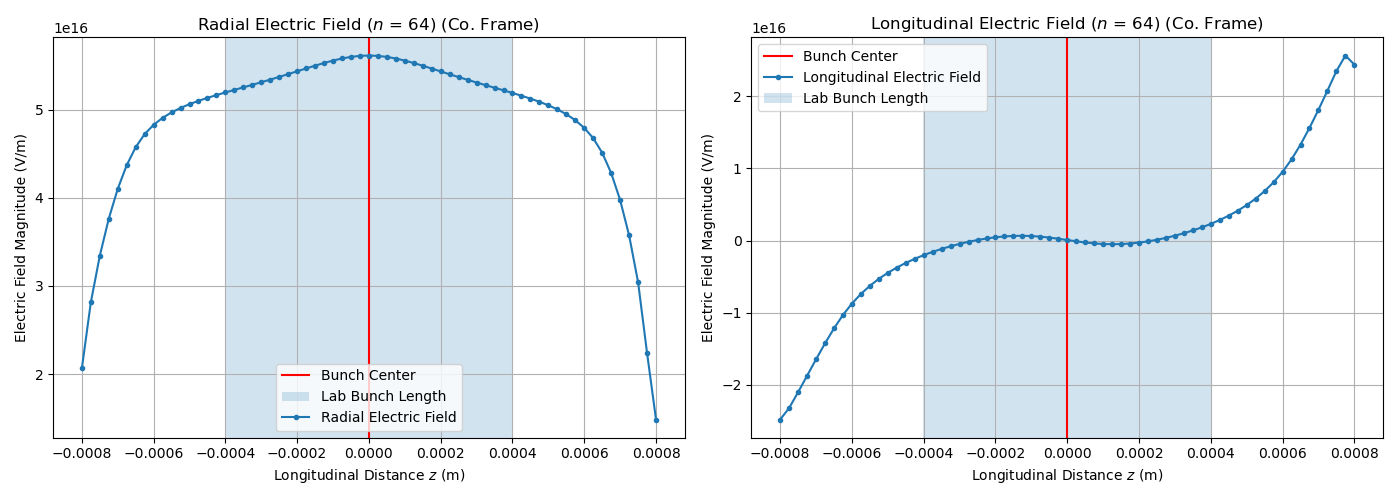 Radial Electric Field (n = 64) (Co. Frame)
1e16
Electric Field Magnitude (V/m)
5
4
3
2
Bunch Center
Lab Bunch Length
Radial Electric Field
−0.0008 −0.0006 −0.0004 −0.0002 0.0000 0.0002 0.0004 0.0006 0.0008
Longitudinal Distance z (m)
Longitudinal Electric Field (n = 64) (Co. Frame)
1e16
Electric Field Magnitude (V/m)
Bunch Center
Longitudinal Electric Field
Lab Bunch Length
2
1
0
−1
−2
−0.0008 −0.0006 −0.0004 −0.0002 0.0000 0.0002 0.0004 0.0006 0.0008
Longitudinal Distance z (m)